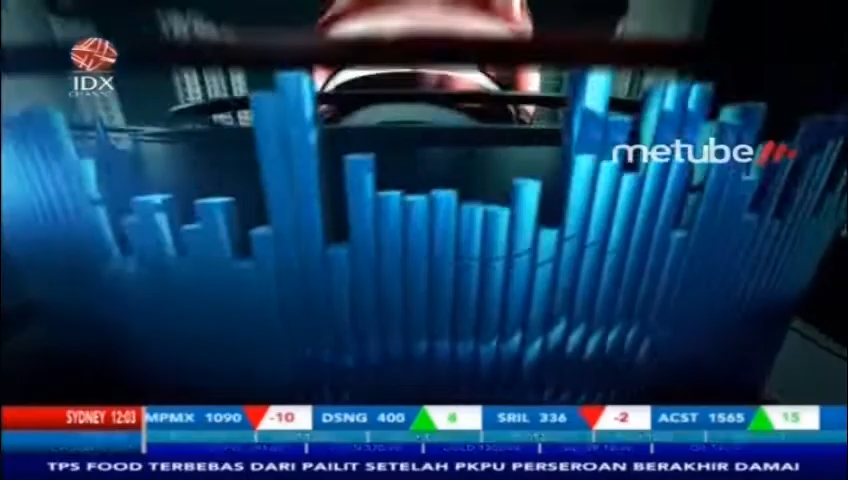 IDX
CHANNEL
metube
SYDNEY 12:03 MPMX 1090 -10 DSNG 400 8 SRIL 336 -2 ACST 1565 15
TPS FOOD TERBEBAS DARI PAILIT SETELAH PKPU PERSEROAN BERAKHIR DAMAI